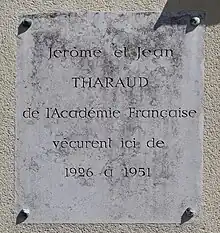 Jérôme et Jean
THARAUD
de l'Académie Française
vécurent ici de
1926 à 1951